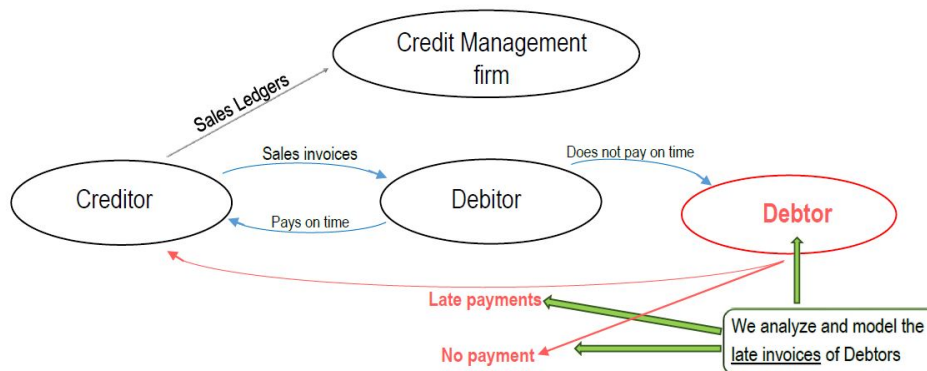 Credit Management
firm
Sales Ledgers
Sales invoices
Does not pay on time
Creditor
Debitor
Debtor
Pays on time
Late payments
We analyze and model the
late invoices of Debtors
No payment